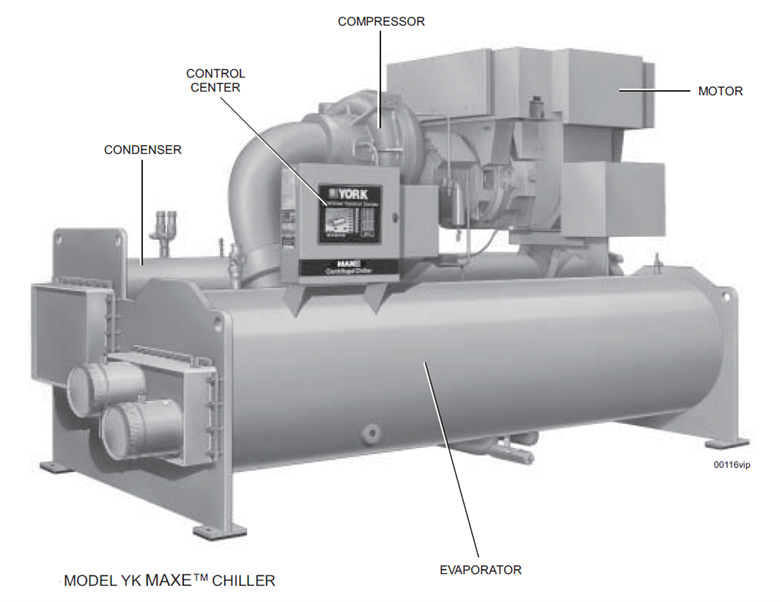 COMPRESSOR
CONTROL
CENTER
MOTOR
CONDENSER
YORK
MAXE
Centrifugal Chiller
00116vip
EVAPORATOR
MODEL YK MAXE™ CHILLER